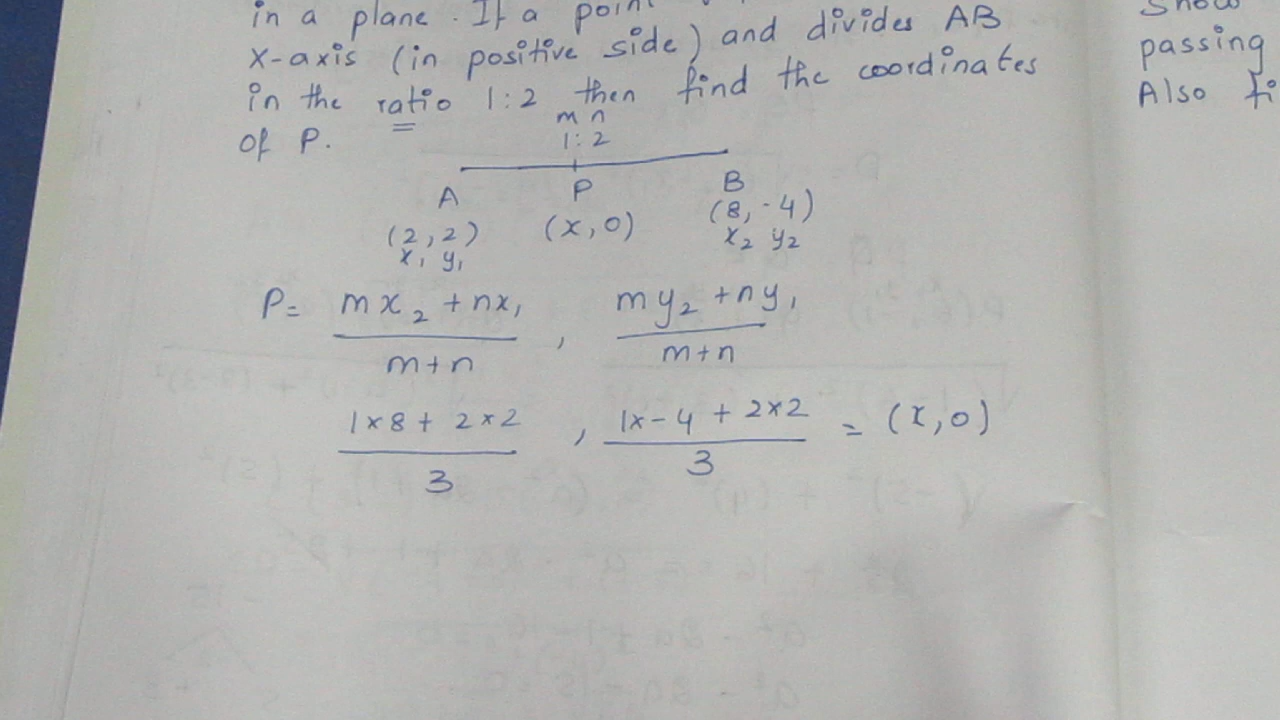 in a plane. If a point
x-axis (in positive side) and divides AB
in the ratio 1:2 then find the coordinates
of P.
m n
1:2
A P B
(2,2) (x,0) (8,-4)
x₁ y₁ x₂ y₂
P = mx₂ + nx₁ / m+n , my₂ + ny₁ / m+n
1×8 + 2×2 / 3 , 1×-4 + 2×2 / 3 = (x,0)
Show
passing
Also